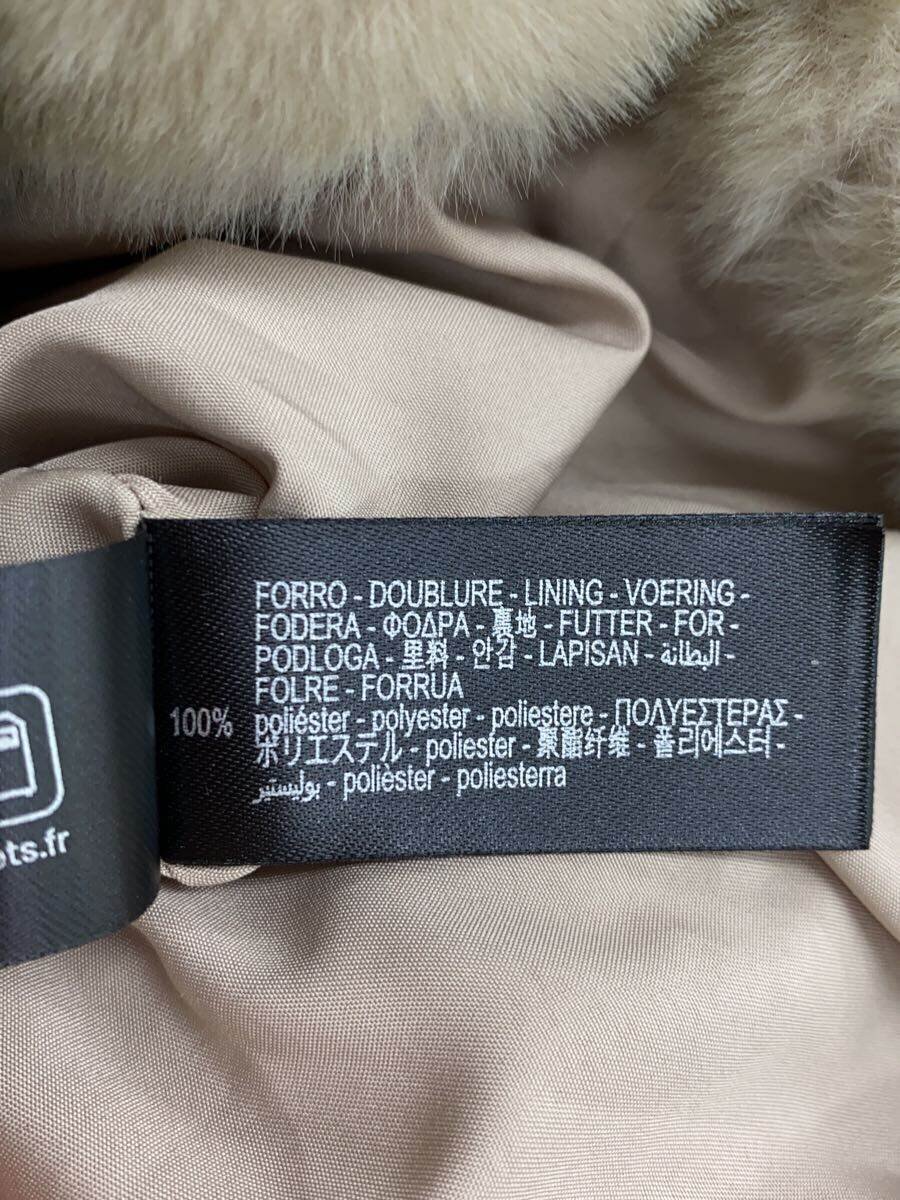 FORRO - DOUBLURE - LINING - VOERING -
FODERA - ΦΟΔΡΑ - 裏地 - FUTTER - FOR -
PODLOGA - 里料 - 안감 - LAPISAN - البطانة -
FOLRE - FORRUA
100% poliéster - polyester - poliestere - ΠΟΛΥΕΣΤΕΡΑΣ -
ポリエステル - poliester - 聚酯纤维 - 폴리에스터 -
بوليستير - polièster - poliesterra
ots.fr